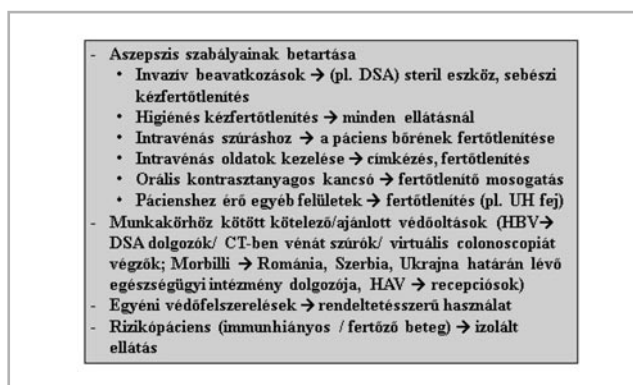 - Aszepszis szabályainak betartása
• Invazív beavatkozások → (pl. DSA) steril eszköz, sebészi
kézfertőtlenítés
• Higiénés kézfertőtlenítés → minden ellátásnál
• Intravénás szúráshoz → a páciens bőrének fertőtlenítése
• Intravénás oldatok kezelése → címkézés, fertőtlenítés
• Orális kontrasztanyagos kancsó → fertőtlenítő mosogatás
• Pácienshez érő egyéb felületek → fertőtlenítés (pl. UH fej)
- Munkakörhöz kötött kötelező/ajánlott védőoltások (HBV→
DSA dolgozók/ CT-ben vénát szúrók/ virtuális colonoscopiát
végzők; Morbilli → Románia, Szerbia, Ukrajna határán lévő
egészségügyi intézmény dolgozója, HAV → recepciósok)
- Egyéni védőfelszerelések → rendeltetésszerű használat
- Rizikópáciens (immunhiányos / fertőző beteg) → izolált
ellátás